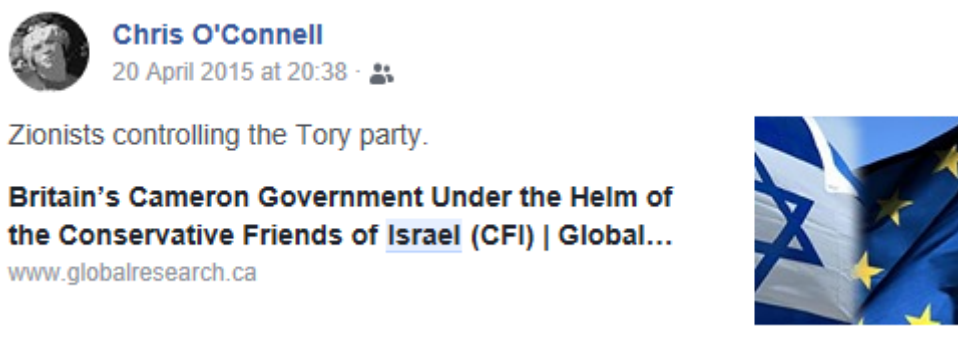 Chris O'Connell
20 April 2015 at 20:38 ·
Zionists controlling the Tory party.
Britain’s Cameron Government Under the Helm of
the Conservative Friends of Israel (CFI) | Global...
www.globalresearch.ca